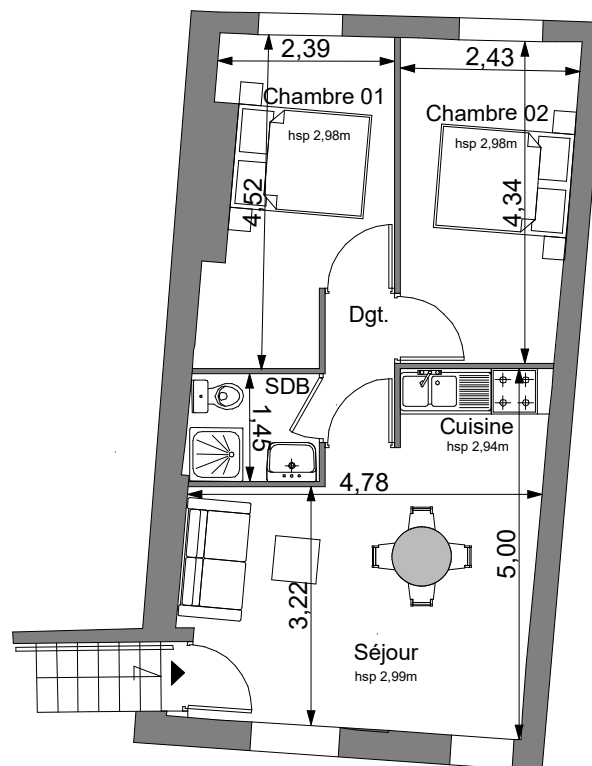 2,39
2,43
Chambre 01
hsp 2,98m
Chambre 02
hsp 2,98m
4,52
4,34
Dgt.
SDB
1,45
Cuisine
hsp 2,94m
4,78
5,00
3,22
Séjour
hsp 2,99m